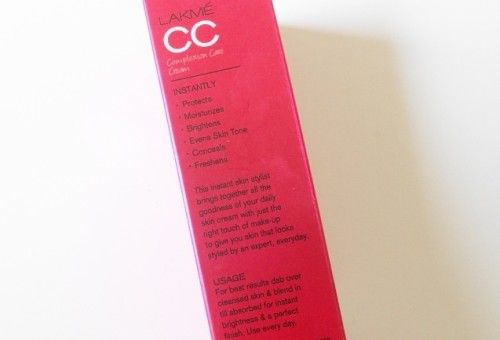 LAKMÉ
CC
Complexion Care
Cream
INSTANTLY
• Protects
• Moisturizes
• Brightens
• Evens Skin Tone
• Conceals
• Freshens
This instant skin stylist
brings together all the
goodness of your daily
skin cream with just the
right touch of make-up
to give you skin that looks
styled by an expert, everyday.
USAGE
For best results dab over
cleansed skin & blend in
till absorbed for instant
brightness & a perfect
finish. Use every day.